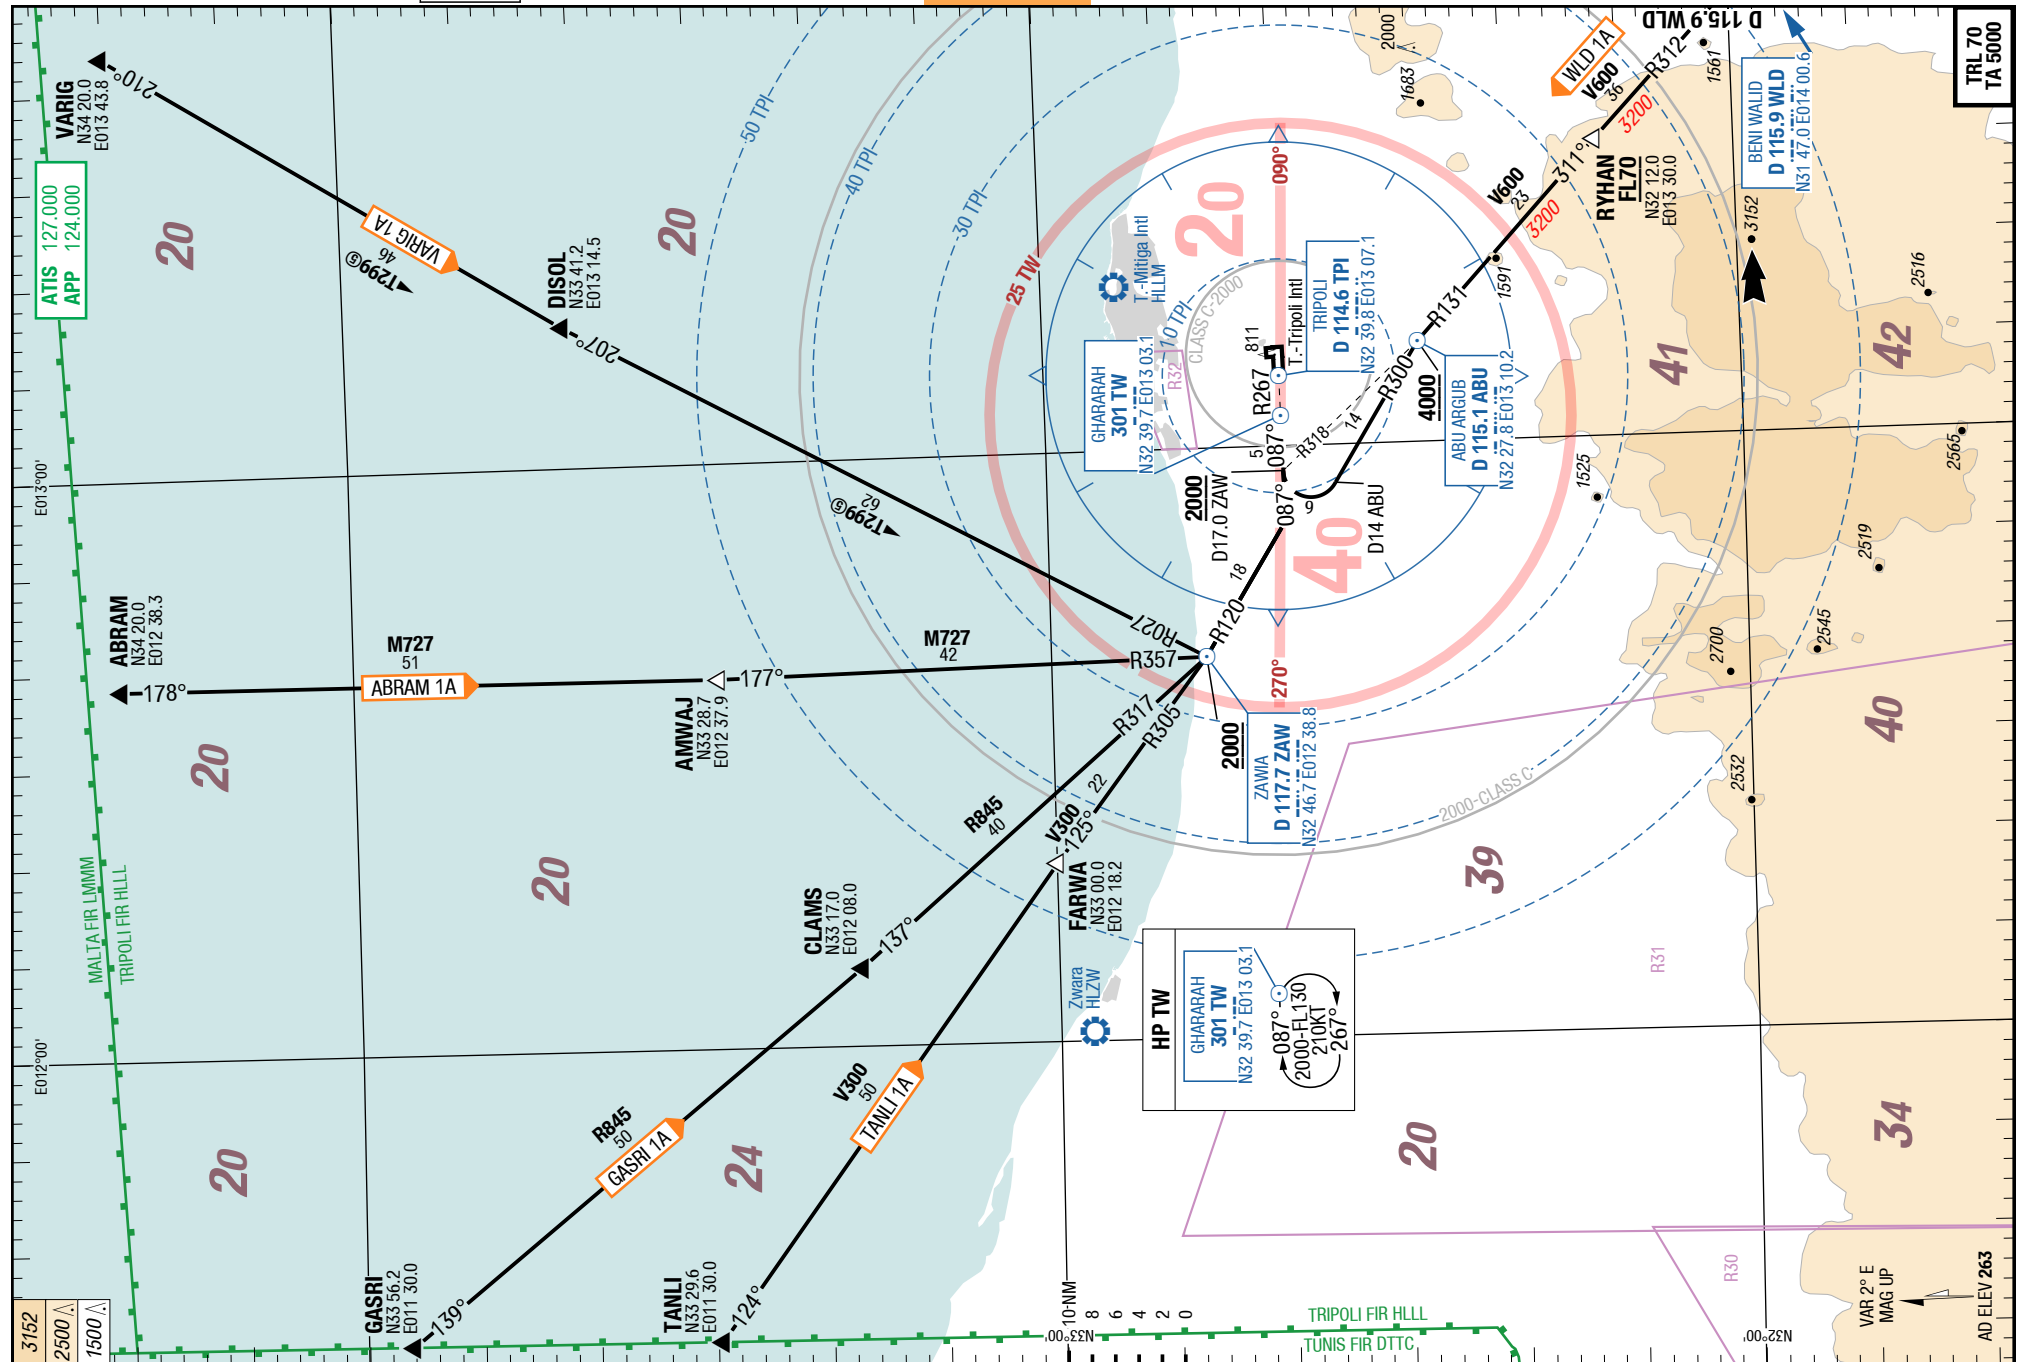 VARIG
N34 20.0
E013 43.8
210°
ATIS 127.000
APP 124.000
20
20
VARIG 1A
46
T299⑤
DISOL
N33 41.2
E013 14.5
207°
62
T299⑤
R027
50 TPI
40 TPI
30 TPI
10 TPI
25 TW
CLASS C-2000
2000-CLASS C
E013°00'
E012°00'
ABRAM
N34 20.0
E012 38.3
178°
M727
51
ABRAM 1A
AMWAJ
N33 28.7
E012 37.9
177°
M727
42
R357
20
20
20
24
MALTA FIR LMMM
TRIPOLI FIR HLLL
GASRI
N33 56.2
E011 30.0
139°
R845
50
GASRI 1A
CLAMS
N33 17.0
E012 08.0
137°
R845
40
R317
TANLI
N33 29.6
E011 30.0
124°
V300
50
TANLI 1A
FARWA
N33 00.0
E012 18.2
125°
V300
22
R305
ZAWIA
D 117.7 ZAW
N32 46.7 E012 38.8
2000
R120
18
2000
D17.0 ZAW
087°
5
087°
R267
9
D14 ABU
R318
14
R300
4000
ABU ARGUB
D 115.1 ABU
N32 27.8 E013 10.2
R131
GHARARAH
301 TW
N32 39.7 E013 03.1
TRIPOLI
D 114.6 TPI
N32 39.8 E013 07.1
T.-Tripoli Intl
811
T.-Mitiga Intl
HLLM
R32
090°
270°
20
40
V600
23
3200
311°
RYHAN
FL70
N32 12.0
E013 30.0
V600
36
3200
WLD 1A
R312
D 115.9 WLD
BENI WALID
D 115.9 WLD
N31 47.0 E014 00.6
TRL 70
TA 5000
2000
1683
1561
1591
3152
2516
1525
2565
2519
2545
2700
2532
41
42
40
39
34
20
R31
R30
Zwara
HLZW
HP TW
GHARARAH
301 TW
N32 39.7 E013 03.1
087°
2000-FL130
210KT
267°
N33°00'
10 NM
8
6
4
2
0
TRIPOLI FIR HLLL
TUNIS FIR DTTC
N32°00'
VAR 2° E
MAG UP
AD ELEV 263
3152
2500
1500